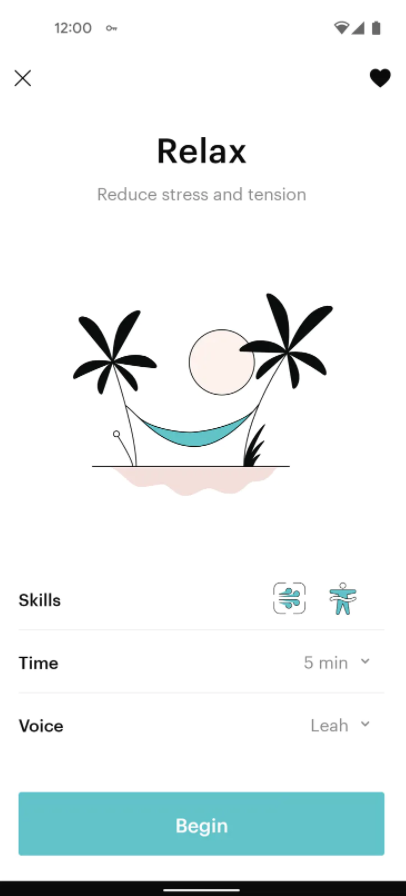 12:00
Relax
Reduce stress and tension
Skills
Time 5 min
Voice Leah
Begin